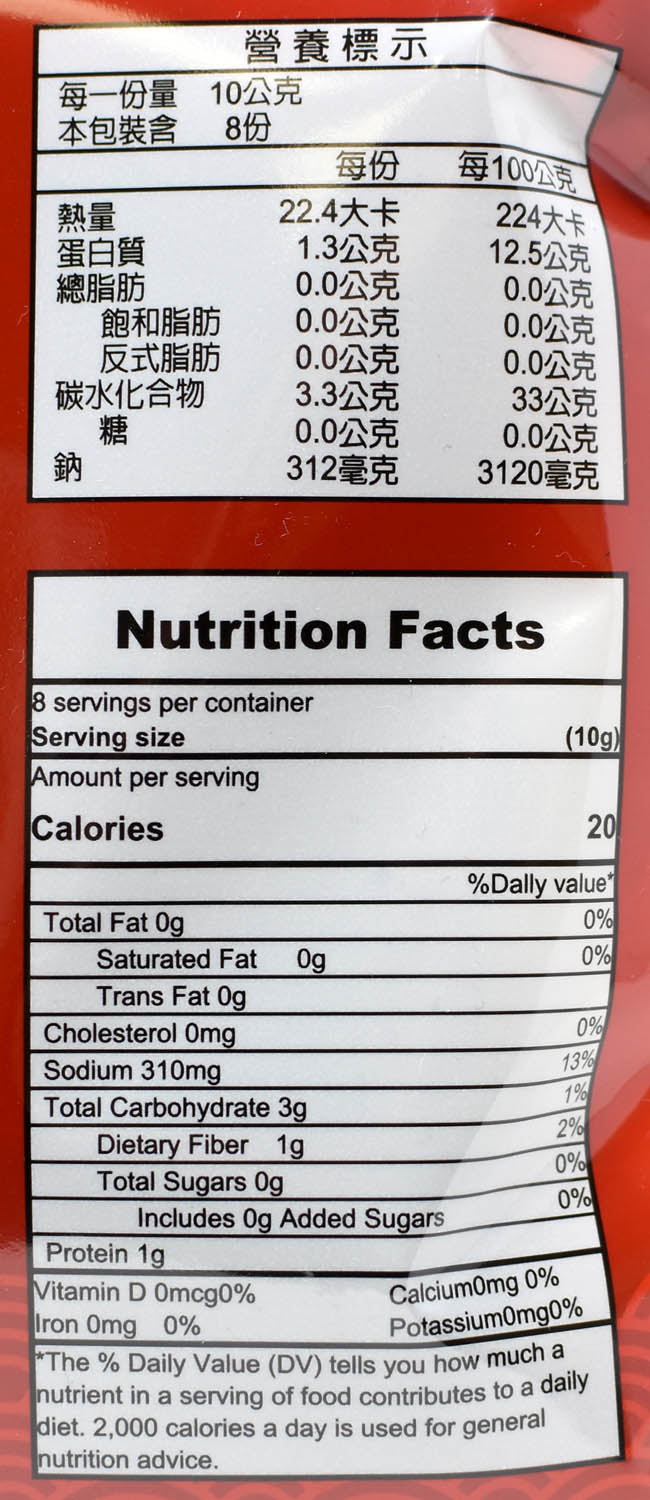 營養標示
每一份量 10公克
本包裝含 8份
每份 每100公克
熱量 22.4大卡 224大卡
蛋白質 1.3公克 12.5公克
總脂肪 0.0公克 0.0公克
飽和脂肪 0.0公克 0.0公克
反式脂肪 0.0公克 0.0公克
碳水化合物 3.3公克 33公克
糖 0.0公克 0.0公克
鈉 312毫克 3120毫克
Nutrition Facts
8 servings per container
Serving size (10g)
Amount per serving
Calories 20
%Dally value*
Total Fat 0g 0%
Saturated Fat 0g 0%
Trans Fat 0g
Cholesterol 0mg 0%
Sodium 310mg 13%
Total Carbohydrate 3g 1%
Dietary Fiber 1g 2%
Total Sugars 0g 0%
Includes 0g Added Sugars 0%
Protein 1g
Vitamin D 0mcg0% Calcium0mg 0%
Iron 0mg 0% Potassium0mg0%
*The % Daily Value (DV) tells you how much a
nutrient in a serving of food contributes to a daily
diet. 2,000 calories a day is used for general
nutrition advice.